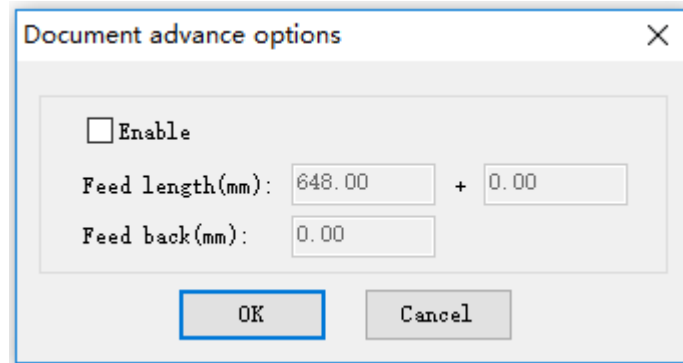 Document advance options
Enable
Feed length(mm): 648.00 + 0.00
Feed back(mm): 0.00
OK Cancel